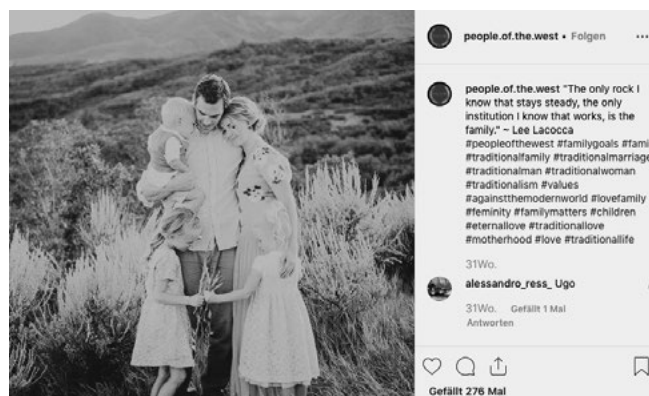 people.of.the.west • Folgen
people.of.the.west "The only rock I
know that stays steady, the only
institution I know that works, is the
family." ~ Lee Lacocca
#peopleofthewest #familygoals #fami
#traditionalfamily #traditionalmarriage
#traditionalman #traditionalwoman
#traditionalism #values
#againstthemodernworld #lovefamily
#feminity #familymatters #children
#eternallove #traditionallove
#motherhood #love #traditionallife
31Wo.
alessandro_ress_ Ugo
31Wo. Gefällt 1 Mal
Antworten
Gefällt 276 Mal